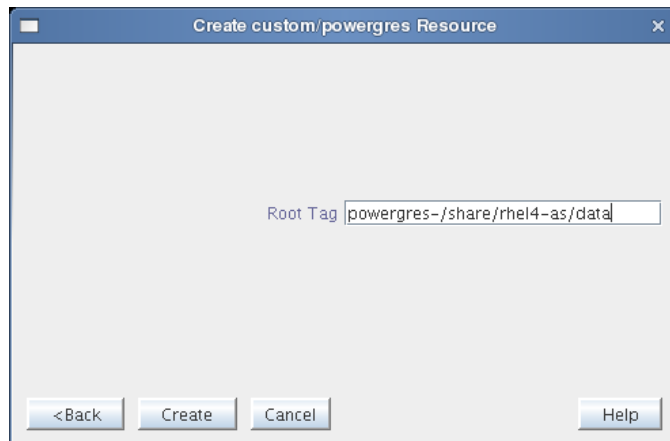 Create custom/powergres Resource
Root Tag powergres-/share/rhel4-as/data
<Back Create Cancel Help